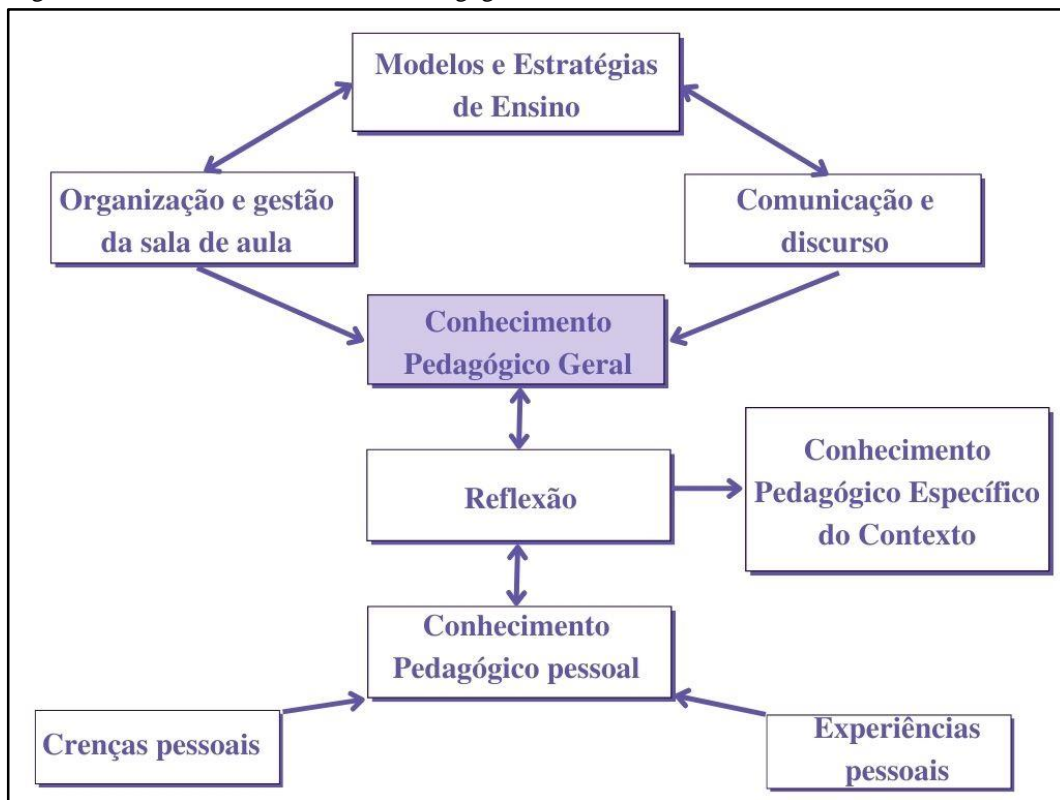 Modelos e Estratégias
de Ensino
Organização e gestão
da sala de aula
Comunicação e
discurso
Conhecimento
Pedagógico Geral
Reflexão
Conhecimento
Pedagógico Específico
do Contexto
Conhecimento
Pedagógico pessoal
Crenças pessoais
Experiências
pessoais